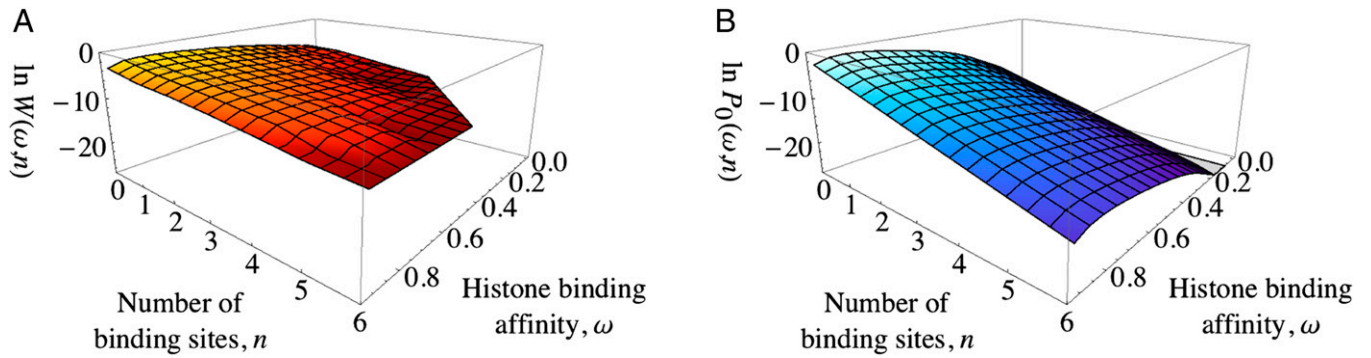 A
ln W(ω,n)
0
−10
−20
0
1
2
3
4
5
6
Number of
binding sites, n
0.0
0.2
0.4
0.6
0.8
Histone binding
affinity, ω
B
ln P0(ω,n)
0
−10
−20
0
1
2
3
4
5
6
Number of
binding sites, n
0.0
0.2
0.4
0.6
0.8
Histone binding
affinity, ω